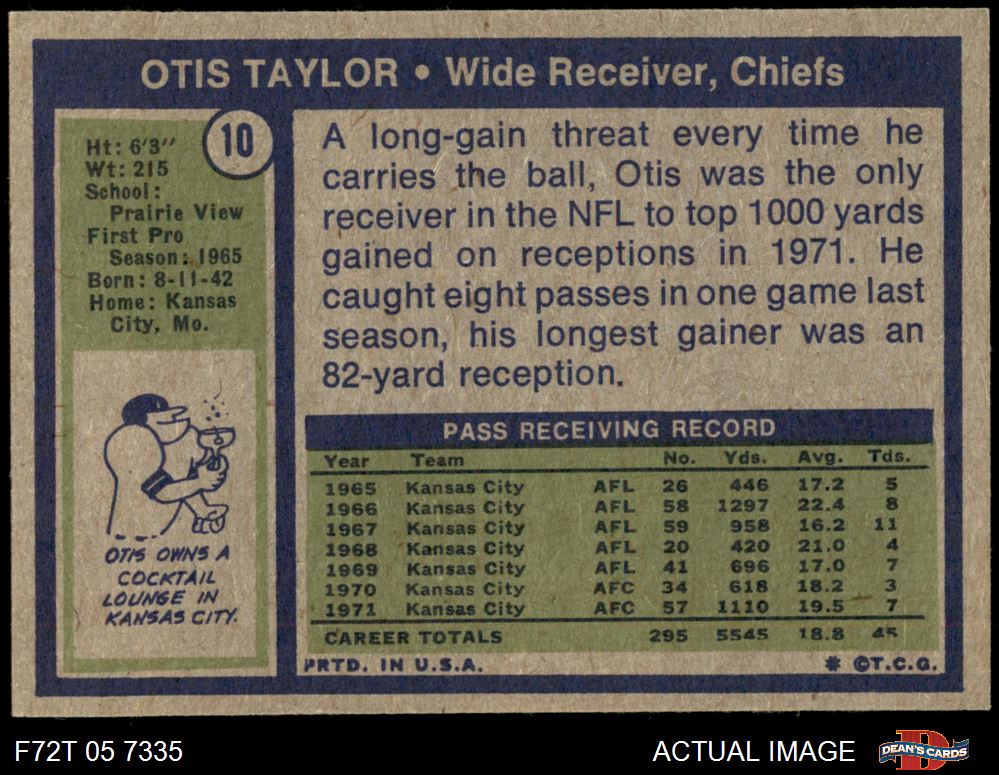 OTIS TAYLOR • Wide Receiver, Chiefs
10
Ht: 6'3"
Wt: 215
School:
Prairie View
First Pro
Season: 1965
Born: 8-11-42
Home: Kansas
City, Mo.
OTIS OWNS A
COCKTAIL
LOUNGE IN
KANSAS CITY.
A long-gain threat every time he
carries the ball, Otis was the only
receiver in the NFL to top 1000 yards
gained on receptions in 1971. He
caught eight passes in one game last
season, his longest gainer was an
82-yard reception.
PASS RECEIVING RECORD
Year Team No. Yds. Avg. Tds.
1965 Kansas City AFL 26 446 17.2 5
1966 Kansas City AFL 58 1297 22.4 8
1967 Kansas City AFL 59 958 16.2 11
1968 Kansas City AFL 20 420 21.0 4
1969 Kansas City AFL 41 696 17.0 7
1970 Kansas City AFC 34 618 18.2 3
1971 Kansas City AFC 57 1110 19.5 7
CAREER TOTALS 295 5545 18.8 45
PRTD. IN U.S.A. * ©T.C.G.
F72T 05 7335 ACTUAL IMAGE
D
DEAN'S CARDS